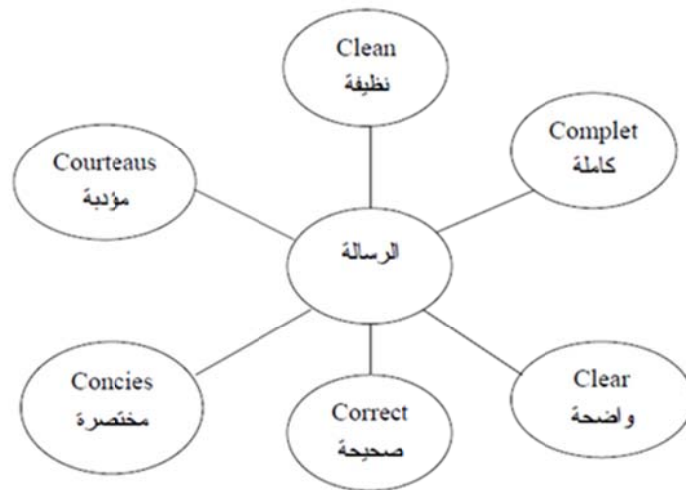 Clean
نظيفة
Complet
كاملة
Courteaus
مؤدبة
الرسالة
Concies
مختصرة
Correct
صحيحة
Clear
واضحة